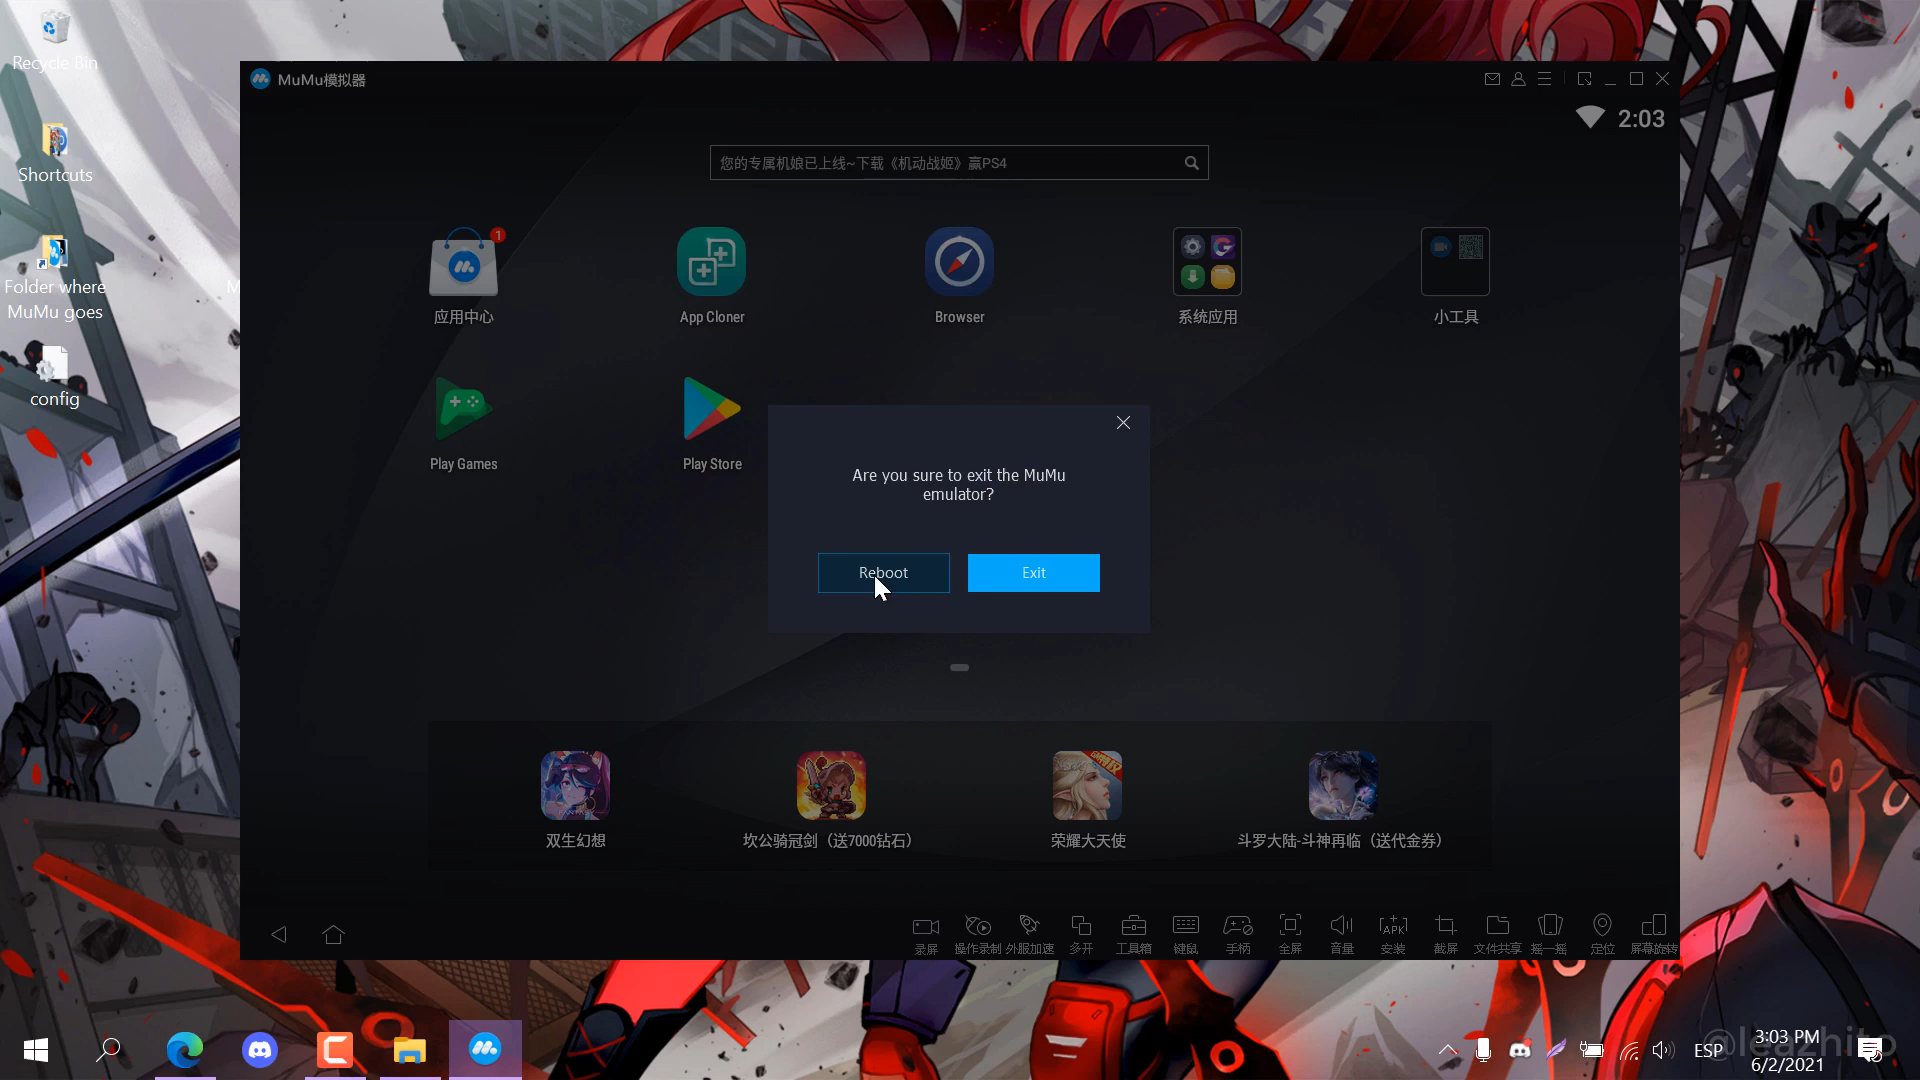 Recycle Bin
Shortcuts
Folder where
MuMu goes
config
M
MuMu模拟器
2:03
您的专属机娘已上线~下载《机动战姬》赢PS4
1
应用中心
App Cloner
Browser
系统应用
小工具
Play Games
Play Store
Are you sure to exit the MuMu
emulator?
Reboot
Exit
双生幻想
坎公骑冠剑（送7000钻石）
荣耀大天使
斗罗大陆-斗神再临（送代金券）
录屏
操作录制
外服加速
多开
工具箱
键鼠
手柄
全屏
音量
APK
安装
截屏
文件共享
摇一摇
定位
屏幕旋转
ESP
3:03 PM
6/2/2021
@leazhito